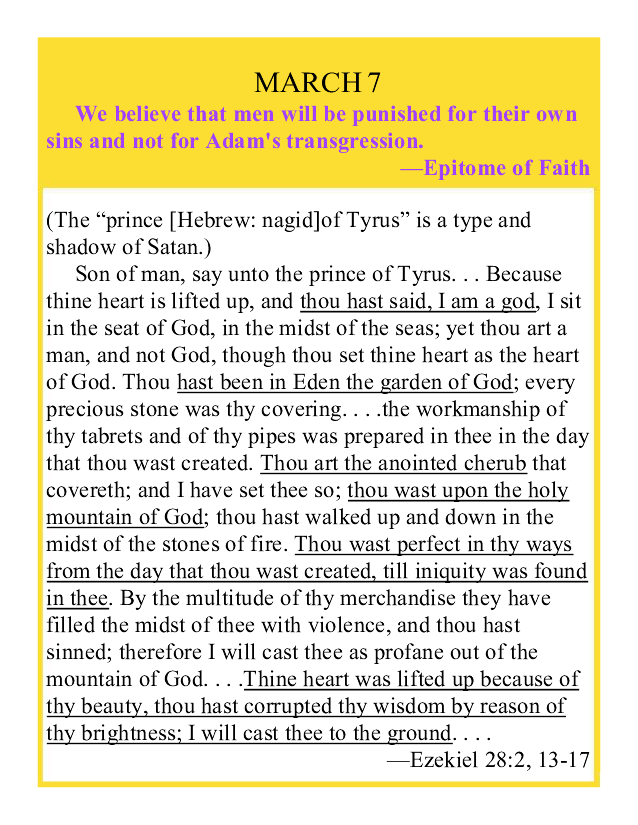 MARCH 7
We believe that men will be punished for their own
sins and not for Adam's transgression.
—Epitome of Faith
(The “prince [Hebrew: nagid]of Tyrus” is a type and
shadow of Satan.)
Son of man, say unto the prince of Tyrus. . . Because
thine heart is lifted up, and thou hast said, I am a god, I sit
in the seat of God, in the midst of the seas; yet thou art a
man, and not God, though thou set thine heart as the heart
of God. Thou hast been in Eden the garden of God; every
precious stone was thy covering. . . .the workmanship of
thy tabrets and of thy pipes was prepared in thee in the day
that thou wast created. Thou art the anointed cherub that
covereth; and I have set thee so; thou wast upon the holy
mountain of God; thou hast walked up and down in the
midst of the stones of fire. Thou wast perfect in thy ways
from the day that thou wast created, till iniquity was found
in thee. By the multitude of thy merchandise they have
filled the midst of thee with violence, and thou hast
sinned; therefore I will cast thee as profane out of the
mountain of God. . . .Thine heart was lifted up because of
thy beauty, thou hast corrupted thy wisdom by reason of
thy brightness; I will cast thee to the ground. . . .
—Ezekiel 28:2, 13-17